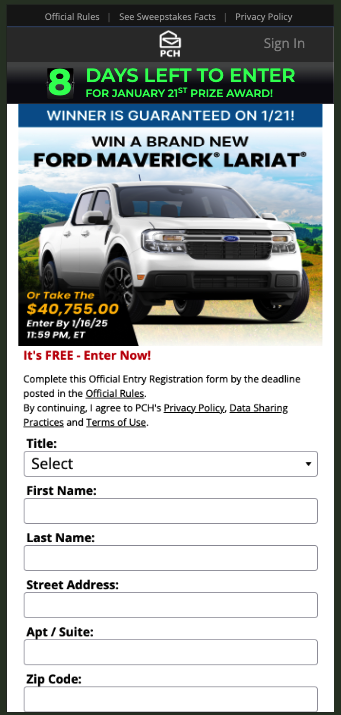 Official Rules | See Sweepstakes Facts | Privacy Policy
PCH
Sign In
8 DAYS LEFT TO ENTER
FOR JANUARY 21ST PRIZE AWARD!
WINNER IS GUARANTEED ON 1/21!
WIN A BRAND NEW
FORD MAVERICK® LARIAT®
Ford
Or Take The
$40,755.00
Enter By 1/16/25
11:59 PM, ET
It's FREE - Enter Now!
Complete this Official Entry Registration form by the deadline
posted in the Official Rules.
By continuing, I agree to PCH's Privacy Policy, Data Sharing
Practices and Terms of Use.
Title:
Select
First Name:
Last Name:
Street Address:
Apt / Suite:
Zip Code: